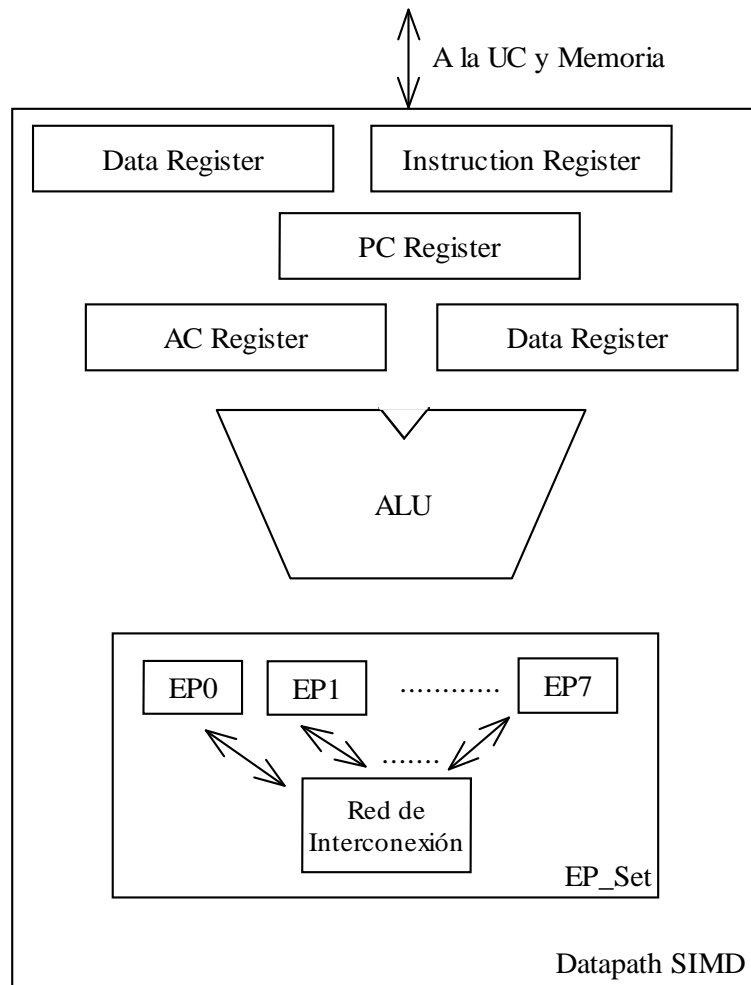 A la UC y Memoria
Data Register
Instruction Register
PC Register
AC Register
Data Register
ALU
EP0
EP1
............
EP7
.......
Red de
Interconexión
EP_Set
Datapath SIMD